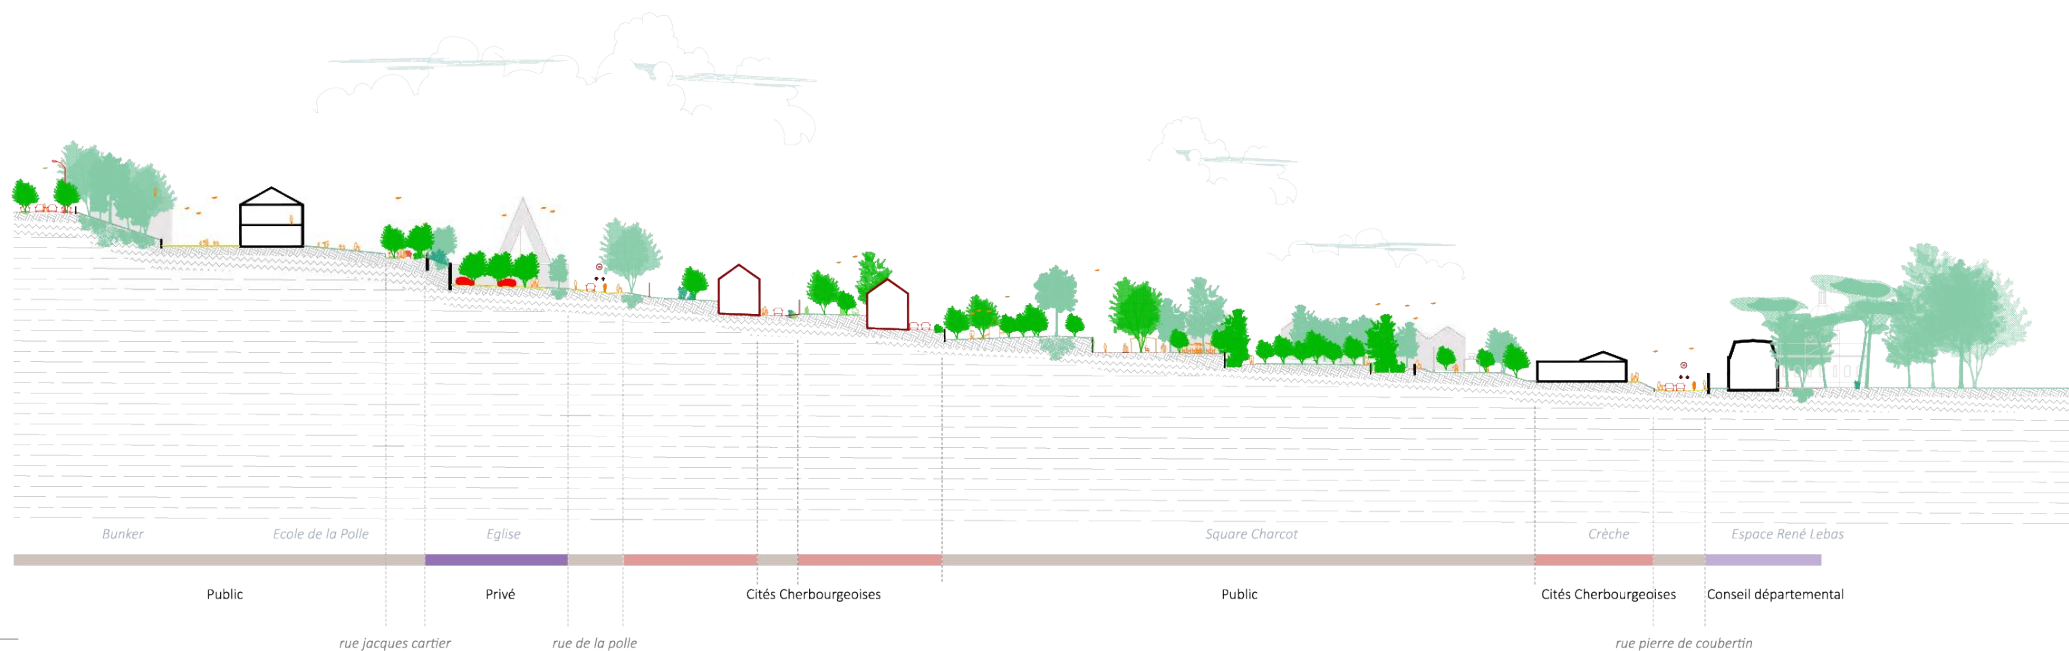 Bunker
Ecole de la Polle
Eglise
Square Charcot
Crèche
Espace René Lebas
Public
Privé
Cités Cherbourgeoises
Public
Cités Cherbourgeoises
Conseil départemental
rue jacques cartier
rue de la polle
rue pierre de coubertin